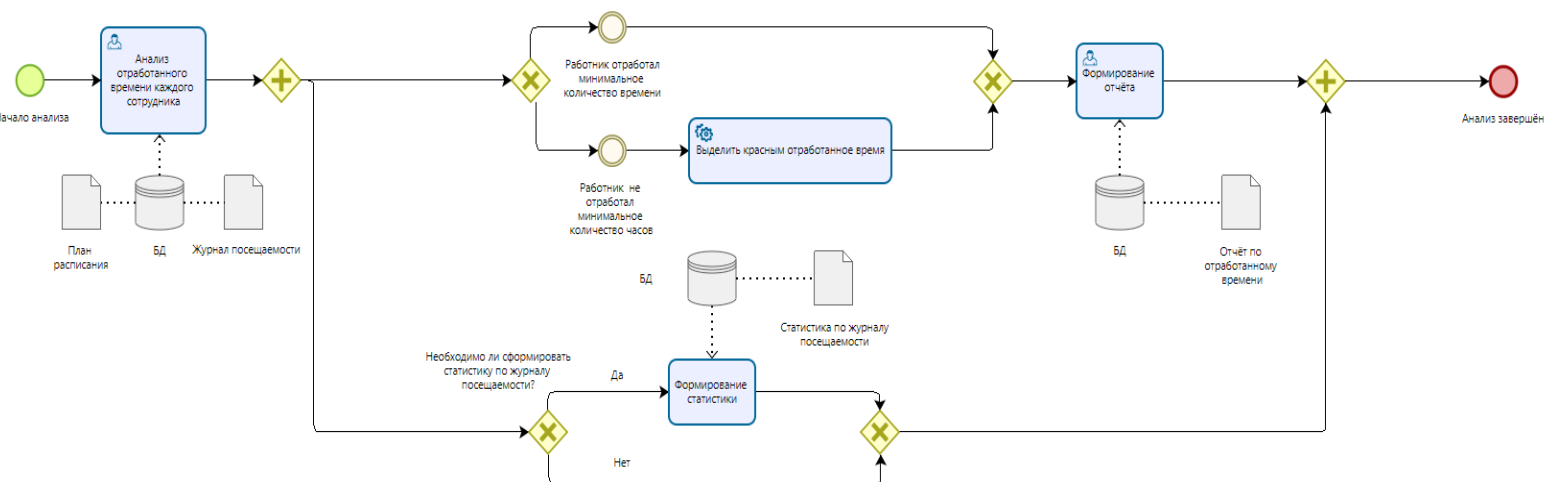 Анализ
отработанного
времени каждого
сотрудника
Начало анализа
План
расписания
БД
Журнал посещаемости
Работник отработал
минимальное
количество времени
Работник не
отработал
минимальное
количество часов
Выделить красным отработанное время
Формирование
отчёта
БД
Отчёт по
отработанному
времени
Анализ завершён
БД
Статистика по журналу
посещаемости
Необходимо ли сформировать
статистику по журналу
посещаемости?
Да
Формирование
статистики
Нет